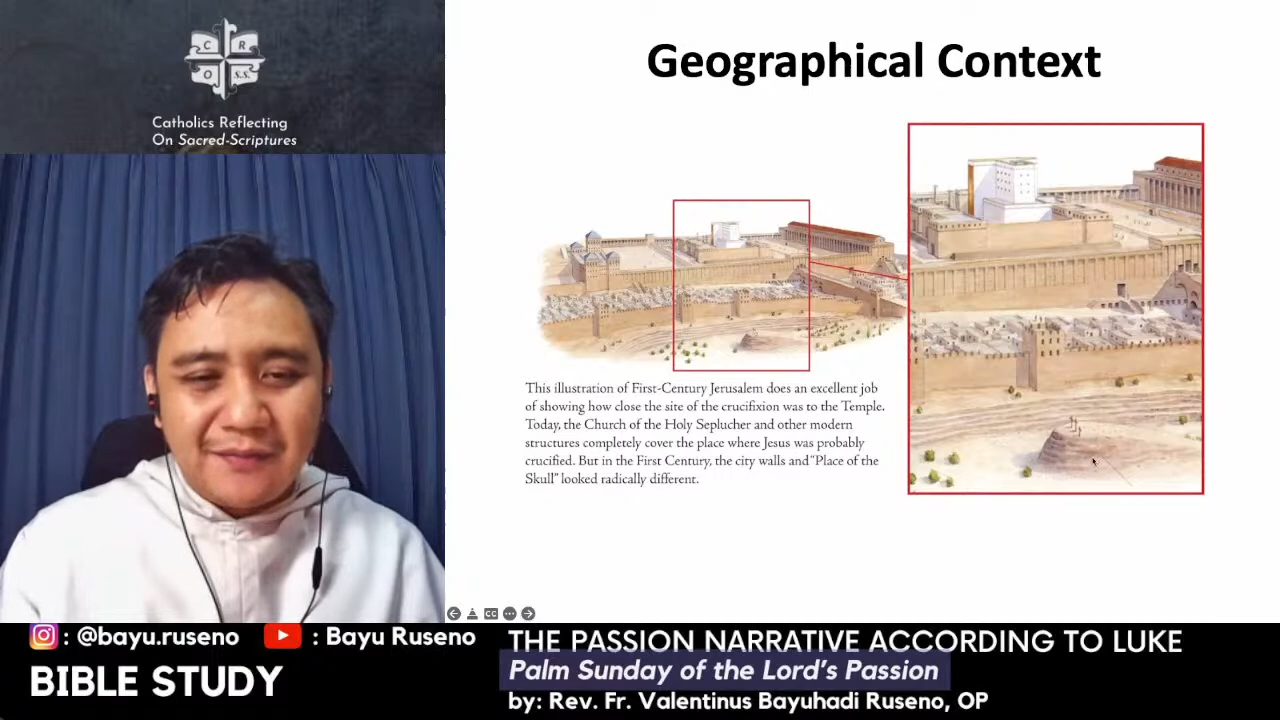 C R
O S.S.
Catholics Reflecting
On Sacred-Scriptures
Geographical Context
This illustration of First-Century Jerusalem does an excellent job
of showing how close the site of the crucifixion was to the Temple.
Today, the Church of the Holy Seplucher and other modern
structures completely cover the place where Jesus was probably
crucified. But in the First Century, the city walls and "Place of the
Skull" looked radically different.
CC
: @bayu.ruseno : Bayu Ruseno
BIBLE STUDY
THE PASSION NARRATIVE ACCORDING TO LUKE
Palm Sunday of the Lord's Passion
by: Rev. Fr. Valentinus Bayuhadi Ruseno, OP